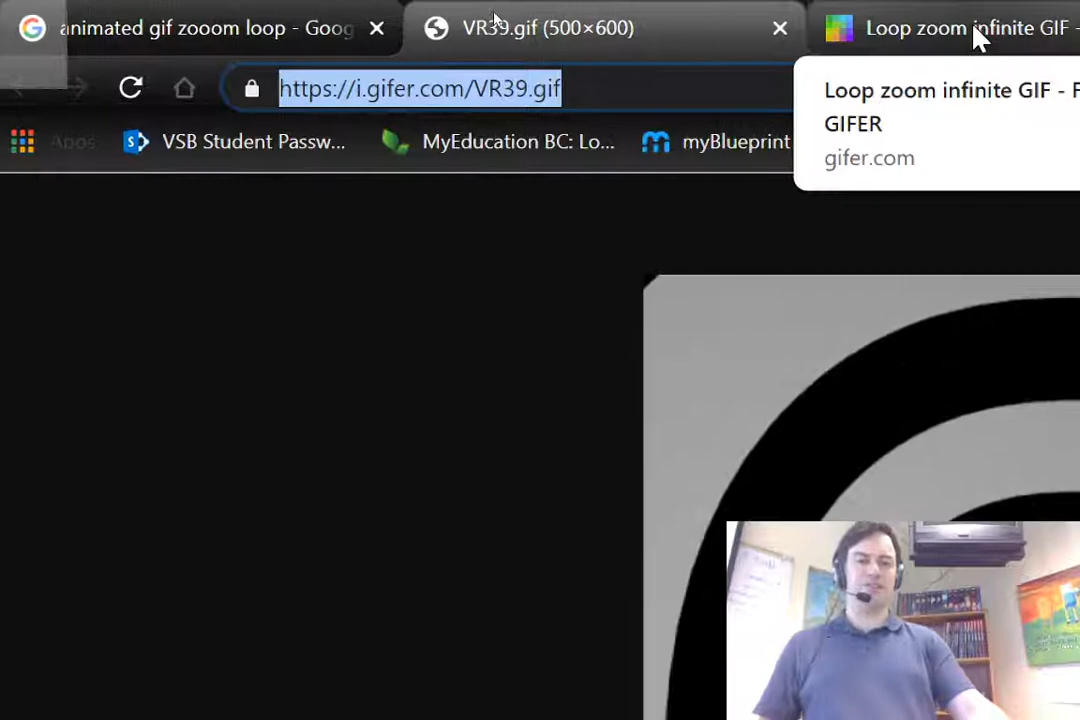 animated gif zooom loop - Goog
VR39.gif (500×600)
Loop zoom infinite GIF -
https://i.gifer.com/VR39.gif
Loop zoom infinite GIF - F
GIFER
gifer.com
Apps
VSB Student Passw...
MyEducation BC: Lo...
myBlueprint